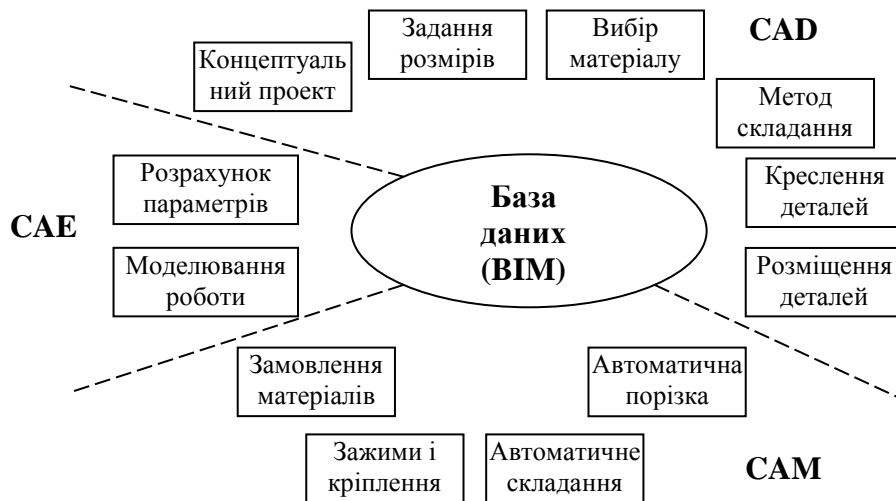 Концептуаль
ний проект
Задання
розмірів
Вибір
матеріалу
CAD
Метод
складання
Креслення
деталей
Розміщення
деталей
CAE
Розрахунок
параметрів
Моделювання
роботи
База
даних
(BIM)
Замовлення
матеріалів
Зажими і
кріплення
Автоматичне
складання
Автоматична
порізка
CAM